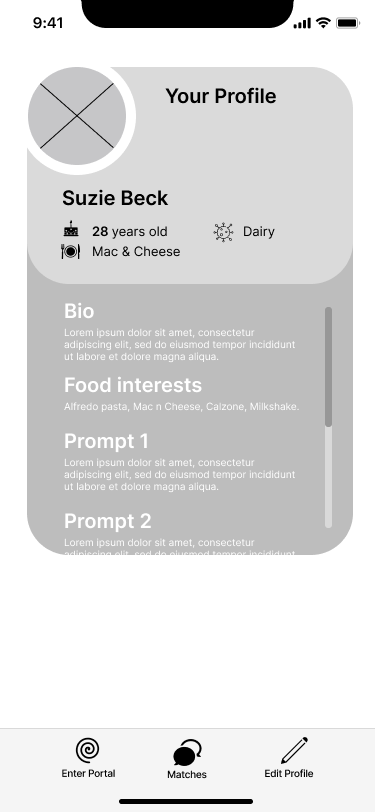 9:41
Your Profile
Suzie Beck
28 years old
Dairy
Mac & Cheese
Bio
Lorem ipsum dolor sit amet, consectetur
adipiscing elit, sed do eiusmod tempor incididunt
ut labore et dolore magna aliqua.
Food interests
Alfredo pasta, Mac n Cheese, Calzone, Milkshake.
Prompt 1
Lorem ipsum dolor sit amet, consectetur
adipiscing elit, sed do eiusmod tempor incididunt
ut labore et dolore magna aliqua.
Prompt 2
Lorem ipsum dolor sit amet, consectetur
adipiscing elit, sed do eiusmod tempor incididunt
Enter Portal
Matches
Edit Profile